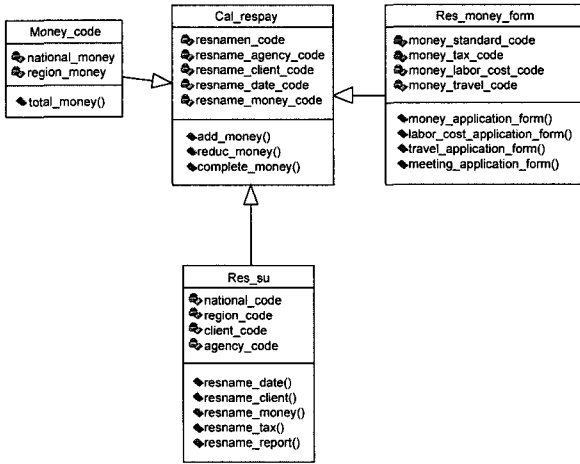 Money_code
national_money
region_money
total_money()
Cal_respay
resnamen_code
resname_agency_code
resname_client_code
resname_date_code
resname_money_code
add_money()
reduc_money()
complete_money()
Res_money_form
money_standard_code
money_tax_code
money_labor_cost_code
money_travel_code
money_application_form()
labor_cost_application_form()
travel_application_form()
meeting_application_form()
Res_su
national_code
region_code
client_code
agency_code
resname_date()
resname_client()
resname_money()
resname_tax()
resname_report()